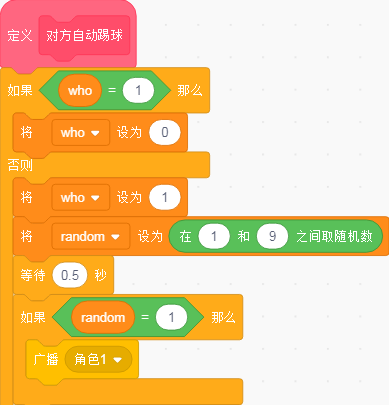 定义 对方自动踢球
如果 who = 1 那么
将 who 设为 0
否则
将 who 设为 1
将 random 设为 在 1 和 9 之间取随机数
等待 0.5 秒
如果 random = 1 那么
广播 角色1